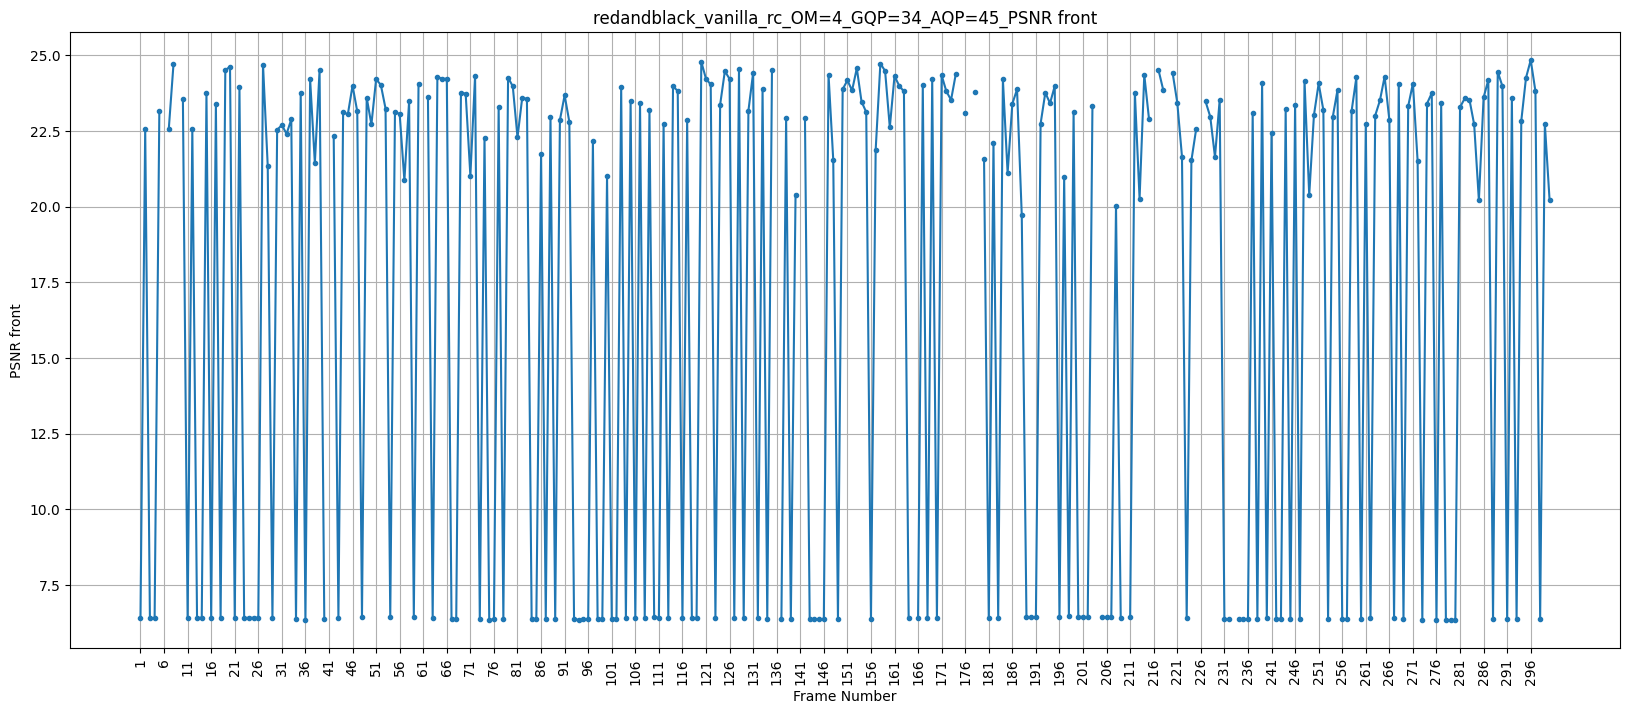 redandblack_vanilla_rc_OM=4_GQP=34_AQP=45_PSNR front
PSNR front
25.0
22.5
20.0
17.5
15.0
12.5
10.0
7.5
1 6 11 16 21 26 31 36 41 46 51 56 61 66 71 76 81 86 91 96 101 106 111 116 121 126 131 136 141 146 151 156 161 166 171 176 181 186 191 196 201 206 211 216 221 226 231 236 241 246 251 256 261 266 271 276 281 286 291 296
Frame Number